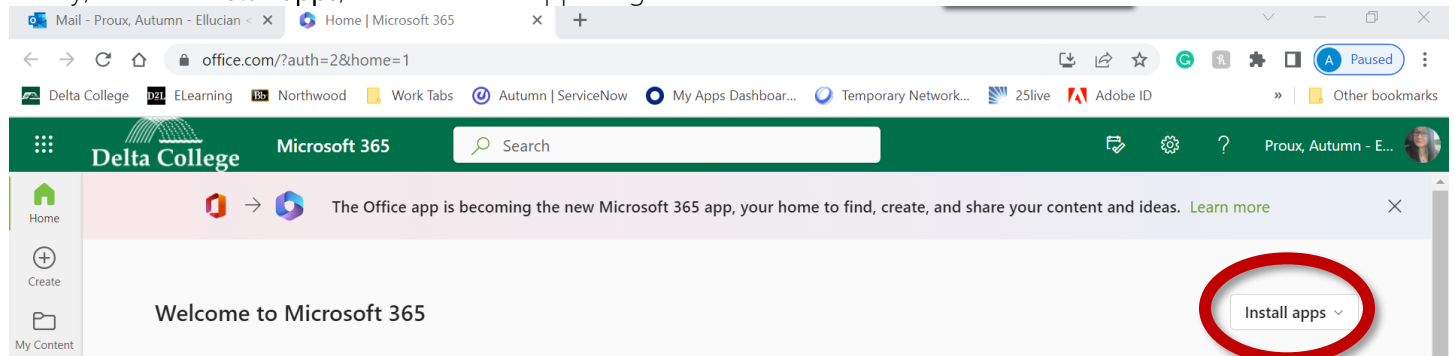 Mail - Proux, Autumn - Ellucian <
Home | Microsoft 365
office.com/?auth=2&home=1
A Paused
Delta College
D2L ELearning
Bb Northwood
Work Tabs
Autumn | ServiceNow
My Apps Dashboar...
Temporary Network...
25live
Adobe ID
»
Other bookmarks
Delta College
Microsoft 365
Search
?
Proux, Autumn - E...
Home
The Office app is becoming the new Microsoft 365 app, your home to find, create, and share your content and ideas. Learn more
Create
Welcome to Microsoft 365
Install apps
My Content